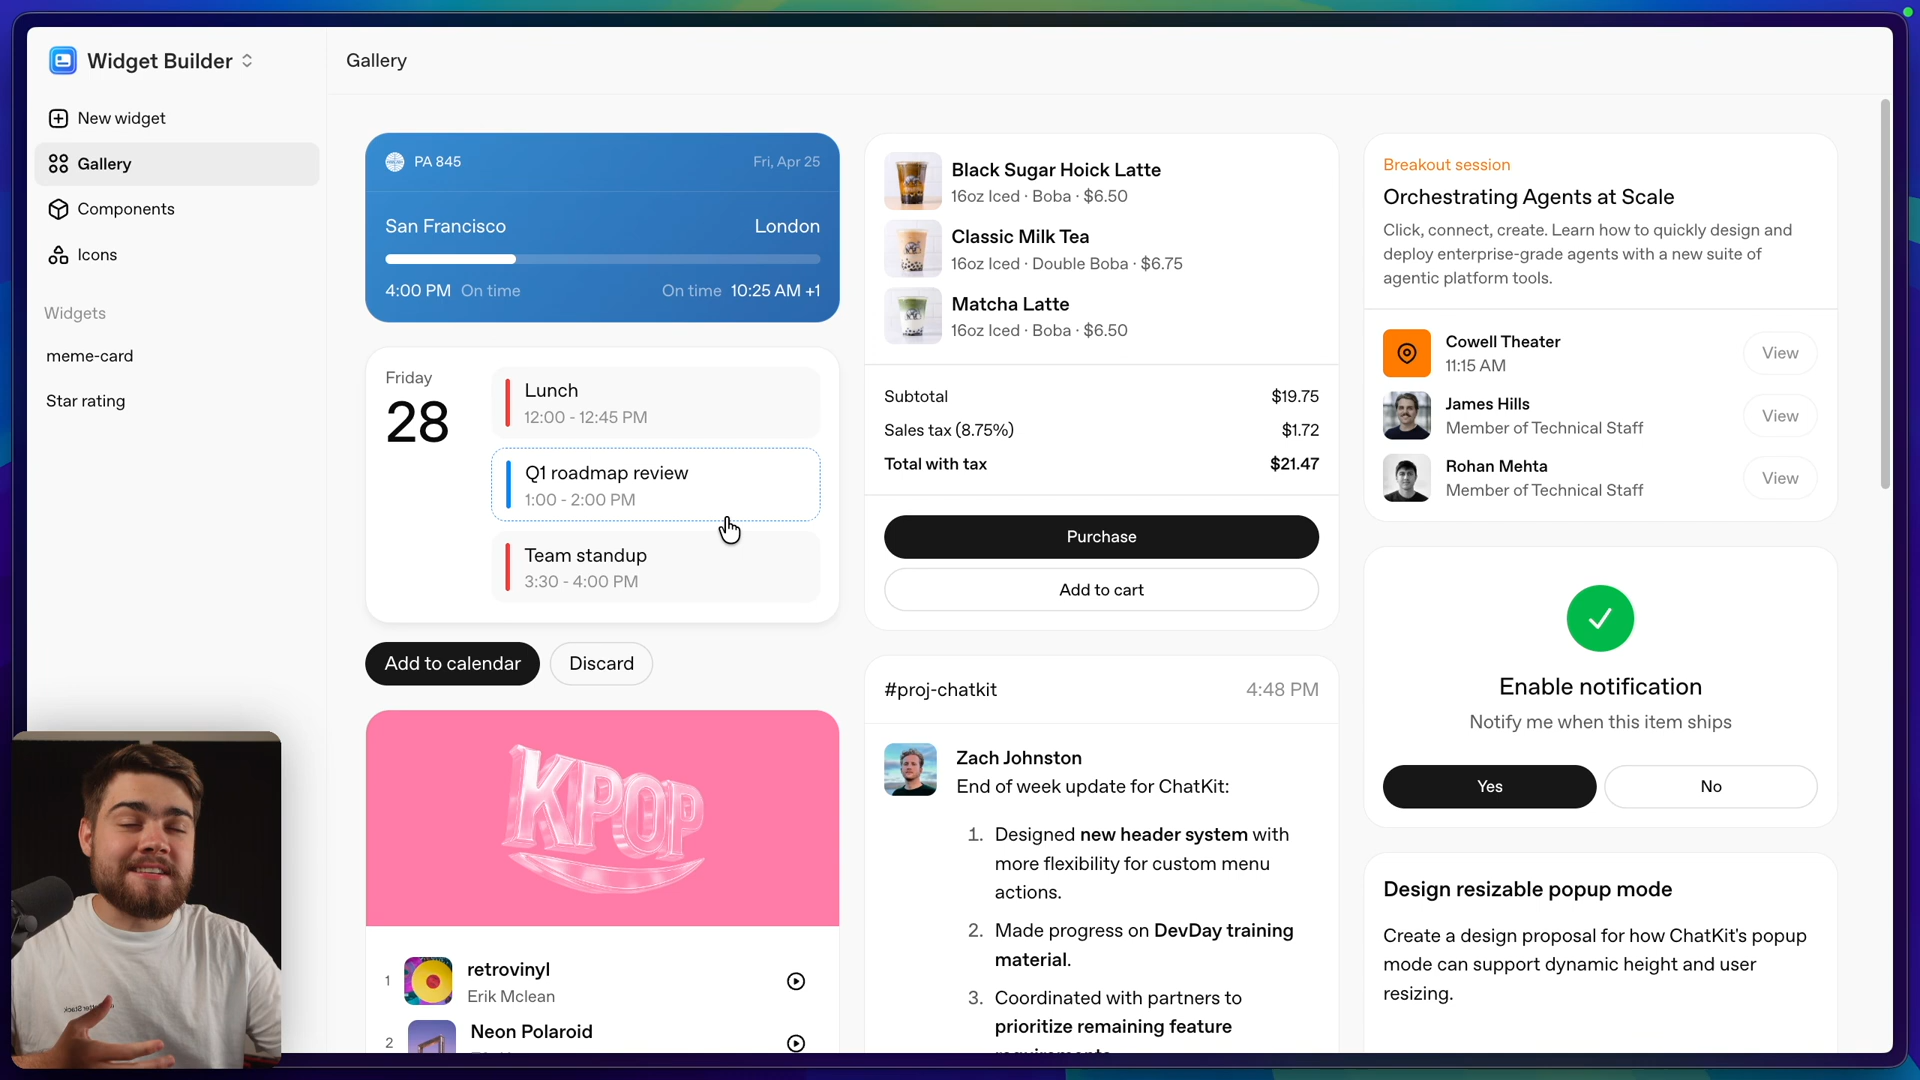 Widget Builder
Gallery
New widget
Gallery
Components
Icons
Widgets
meme-card
Star rating
PA 845
Fri, Apr 25
San Francisco
London
4:00 PM On time
On time 10:25 AM +1
Friday
28
Lunch
12:00 - 12:45 PM
Q1 roadmap review
1:00 - 2:00 PM
Team standup
3:30 - 4:00 PM
Add to calendar
Discard
KPOP
1
retrovinyl
Erik Mclean
2
Neon Polaroid
Black Sugar Hoick Latte
16oz Iced · Boba · $6.50
Classic Milk Tea
16oz Iced · Double Boba · $6.75
Matcha Latte
16oz Iced · Boba · $6.50
Subtotal $19.75
Sales tax (8.75%) $1.72
Total with tax $21.47
Purchase
Add to cart
#proj-chatkit 4:48 PM
Zach Johnston
End of week update for ChatKit:
1. Designed new header system with
more flexibility for custom menu
actions.
2. Made progress on DevDay training
material.
3. Coordinated with partners to
prioritize remaining feature
requirements.
Breakout session
Orchestrating Agents at Scale
Click, connect, create. Learn how to quickly design and
deploy enterprise-grade agents with a new suite of
agentic platform tools.
Cowell Theater
11:15 AM
View
James Hills
Member of Technical Staff
View
Rohan Mehta
Member of Technical Staff
View
Enable notification
Notify me when this item ships
Yes
No
Design resizable popup mode
Create a design proposal for how ChatKit's popup
mode can support dynamic height and user
resizing.